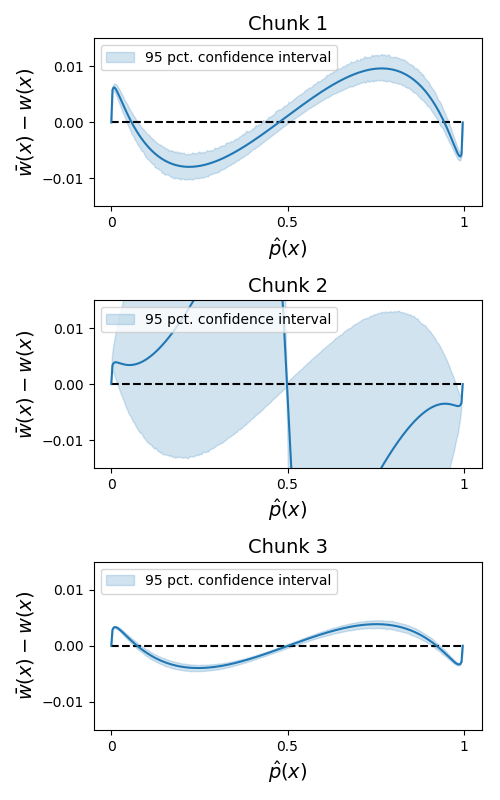 Chunk 1
95 pct. confidence interval
0.01
0.00
−0.01
w̃(x) − w(x)
0
0.5
1
p̂(x)
Chunk 2
95 pct. confidence interval
0.01
0.00
−0.01
w̃(x) − w(x)
0
0.5
1
p̂(x)
Chunk 3
95 pct. confidence interval
0.01
0.00
−0.01
w̃(x) − w(x)
0
0.5
1
p̂(x)